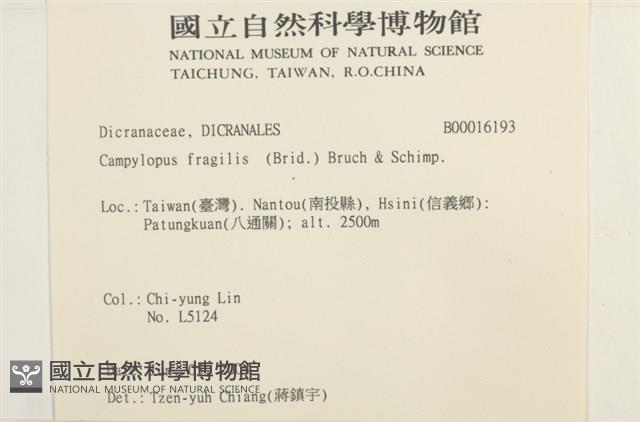 國立自然科學博物館
NATIONAL MUSEUM OF NATURAL SCIENCE
TAICHUNG, TAIWAN, R.O.CHINA
Dicranaceae, DICRANALES B00016193
Campylopus fragilis (Brid.) Bruch & Schimp.
Loc.: Taiwan(臺灣). Nantou(南投縣), Hsini(信義鄉):
Patungkuan(八通關); alt. 2500m
Col.: Chi-yung Lin
No. L5124
國立自然科學博物館
NATIONAL MUSEUM OF NATURAL SCIENCE
Det.: Tzen-yuh Chiang(蔣鎮宇)